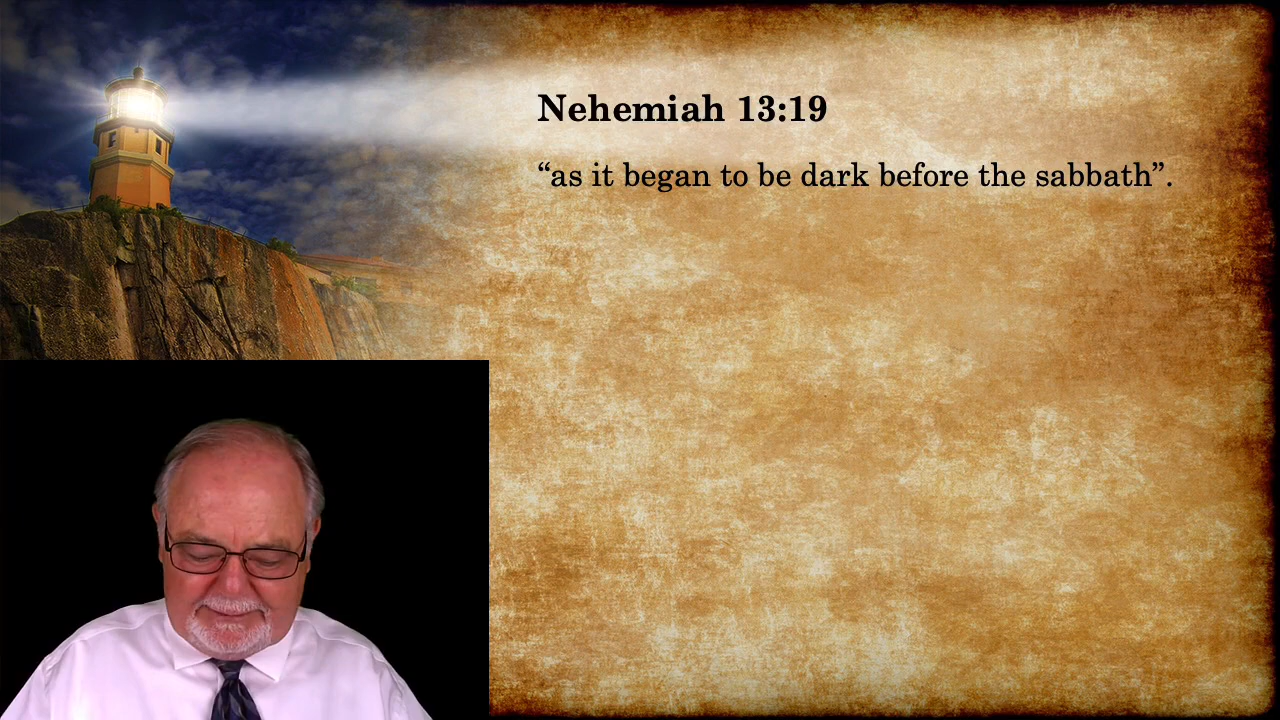 Nehemiah 13:19
“as it began to be dark before the sabbath”.